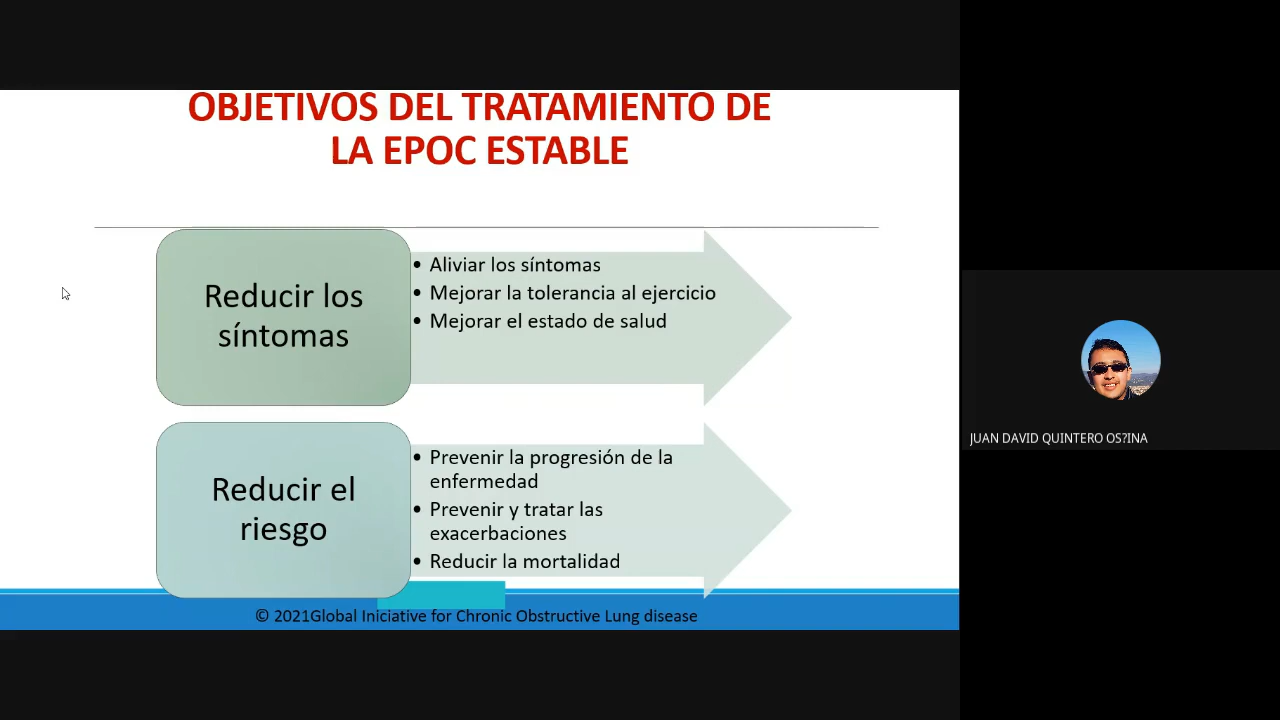 OBJETIVOS DEL TRATAMIENTO DE
LA EPOC ESTABLE
Reducir los
síntomas
• Aliviar los síntomas
• Mejorar la tolerancia al ejercicio
• Mejorar el estado de salud
Reducir el
riesgo
• Prevenir la progresión de la
enfermedad
• Prevenir y tratar las
exacerbaciones
• Reducir la mortalidad
© 2021Global Iniciative for Chronic Obstructive Lung disease
JUAN DAVID QUINTERO OS?INA